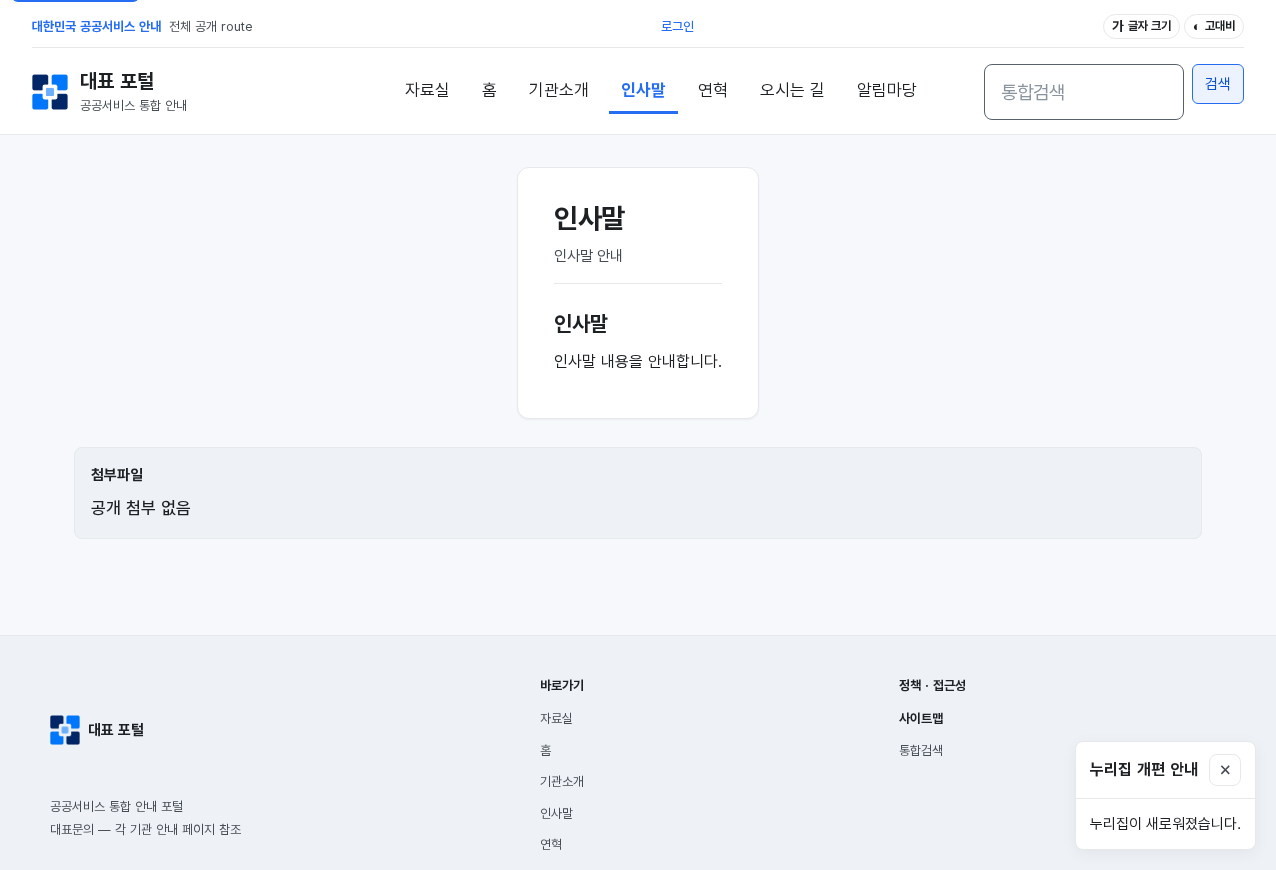 대한민국 공공서비스 안내 전체 공개 route
로그인
가 글자 크기
고대비
대표 포털
공공서비스 통합 안내
자료실
홈
기관소개
인사말
연혁
오시는 길
알림마당
통합검색
검색
인사말
인사말 안내
인사말
인사말 내용을 안내합니다.
첨부파일
공개 첨부 없음
대표 포털
공공서비스 통합 안내 포털
대표문의 — 각 기관 안내 페이지 참조
바로가기
자료실
홈
기관소개
인사말
연혁
정책 · 접근성
사이트맵
통합검색
누리집 개편 안내 ×
누리집이 새로워졌습니다.